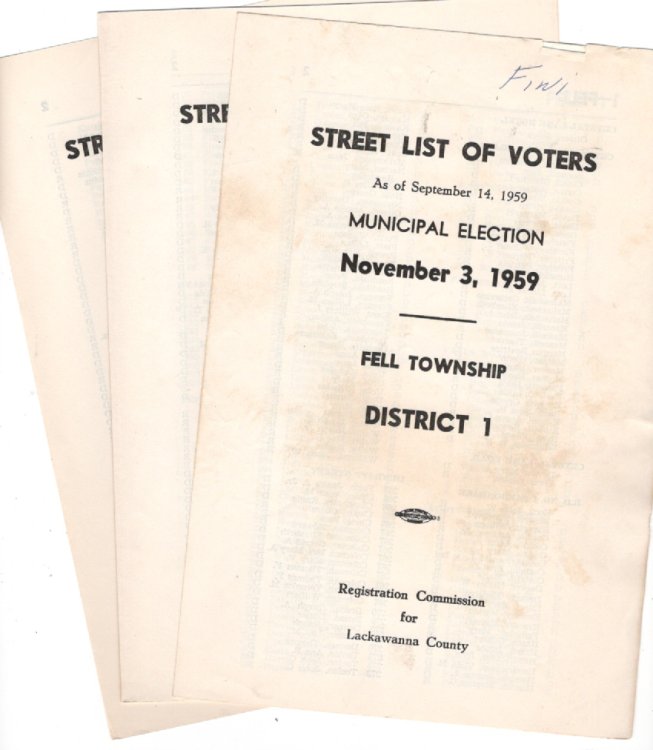 Fini
STREET LIST OF VOTERS
As of September 14, 1959
MUNICIPAL ELECTION
November 3, 1959
FELL TOWNSHIP
DISTRICT 1
Registration Commission
for
Lackawanna County
STRE
STR
2